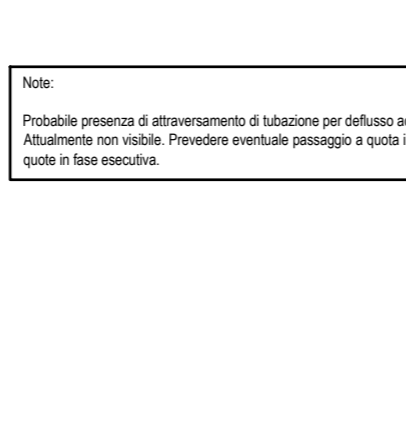 Note:
Probabile presenza di attraversamento di tubazione per deflusso
Attualmente non visibile. Prevedere eventuale passaggio a quota
quote in fase esecutiva.